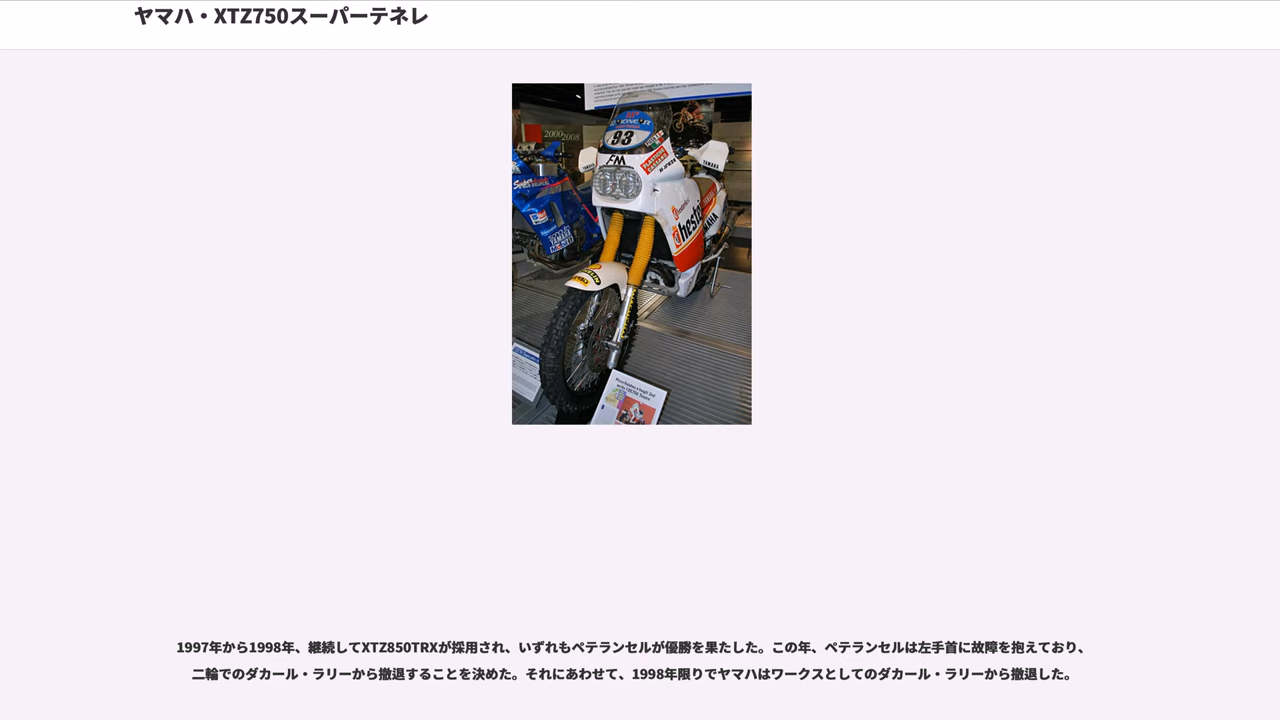 ヤマハ・XTZ750スーパーテネレ
2000
2008
93
FM
YAMAHA
YAMAHA
1997年から1998年、継続してXTZ850TRXが採用され、いずれもペテランセルが優勝を果たした。この年、ペテランセルは左手首に故障を抱えており、
二輪でのダカール・ラリーから撤退することを決めた。それにあわせて、1998年限りでヤマハはワークスとしてのダカール・ラリーから撤退した。